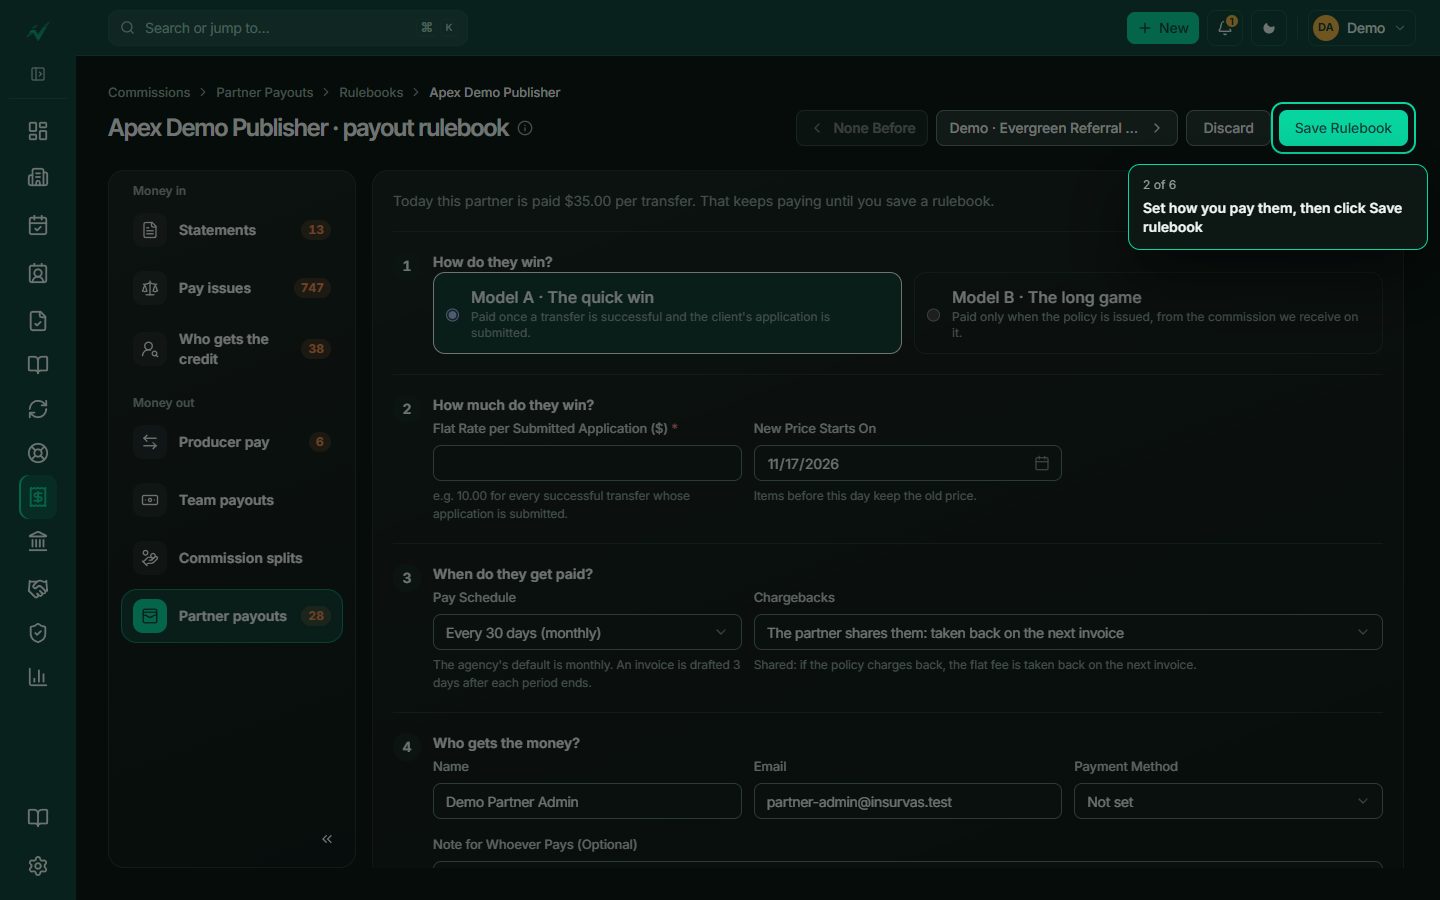 Search or jump to...
⌘ K
New
1
DA
Demo
Commissions > Partner Payouts > Rulebooks > Apex Demo Publisher
Apex Demo Publisher · payout rulebook
None Before
Demo · Evergreen Referral ...
Discard
Save Rulebook
2 of 6
Set how you pay them, then click Save
rulebook
Money in
Statements 13
Pay issues 747
Who gets the
credit
38
Money out
Producer pay 6
Team payouts
Commission splits
Partner payouts 28
Today this partner is paid $35.00 per transfer. That keeps paying until you save a rulebook.
1 How do they win?
Model A · The quick win
Paid once a transfer is successful and the client's application is
submitted.
Model B · The long game
Paid only when the policy is issued, from the commission we receive on
it.
2 How much do they win?
Flat Rate per Submitted Application ($) *
e.g. 10.00 for every successful transfer whose
application is submitted.
New Price Starts On
11/17/2026
Items before this day keep the old price.
3 When do they get paid?
Pay Schedule
Every 30 days (monthly)
The agency's default is monthly. An invoice is drafted 3
days after each period ends.
Chargebacks
The partner shares them: taken back on the next invoice
Shared: if the policy charges back, the flat fee is taken back on the next invoice.
4 Who gets the money?
Name
Demo Partner Admin
Email
partner-admin@insurvas.test
Payment Method
Not set
Note for Whoever Pays (Optional)